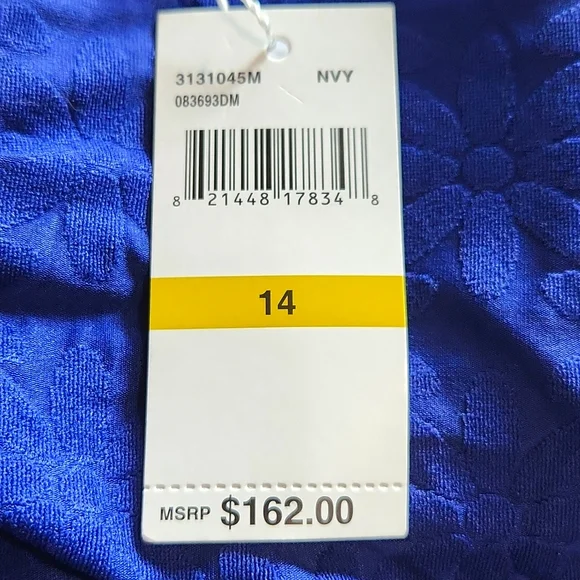 3131045M NVY
083693DM
8 21448 17834 8
14
MSRP $162.00